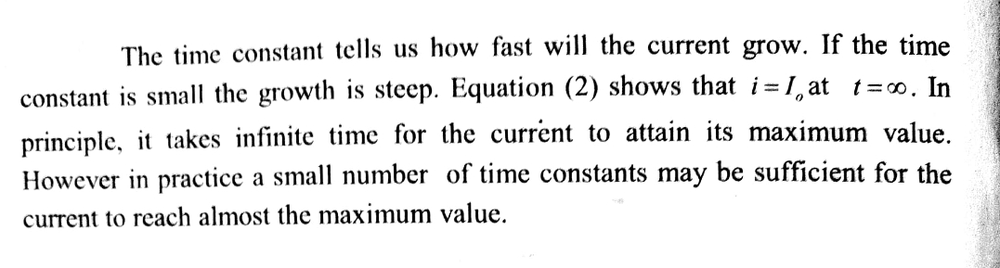 The time constant tells us how fast will the current grow. If the time
constant is small the growth is steep. Equation (2) shows that i = I₀ at t = ∞. In
principle, it takes infinite time for the current to attain its maximum value.
However in practice a small number of time constants may be sufficient for the
current to reach almost the maximum value.